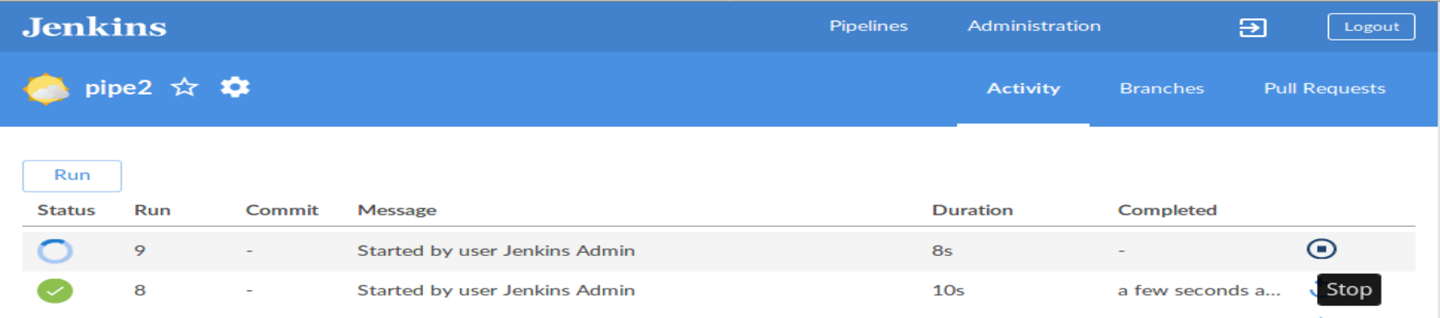 Jenkins Pipelines Administration Logout
pipe2 Activity Branches Pull Requests
Run
Status Run Commit Message Duration Completed
9 - Started by user Jenkins Admin 8s -
8 - Started by user Jenkins Admin 10s a few seconds a...
Stop